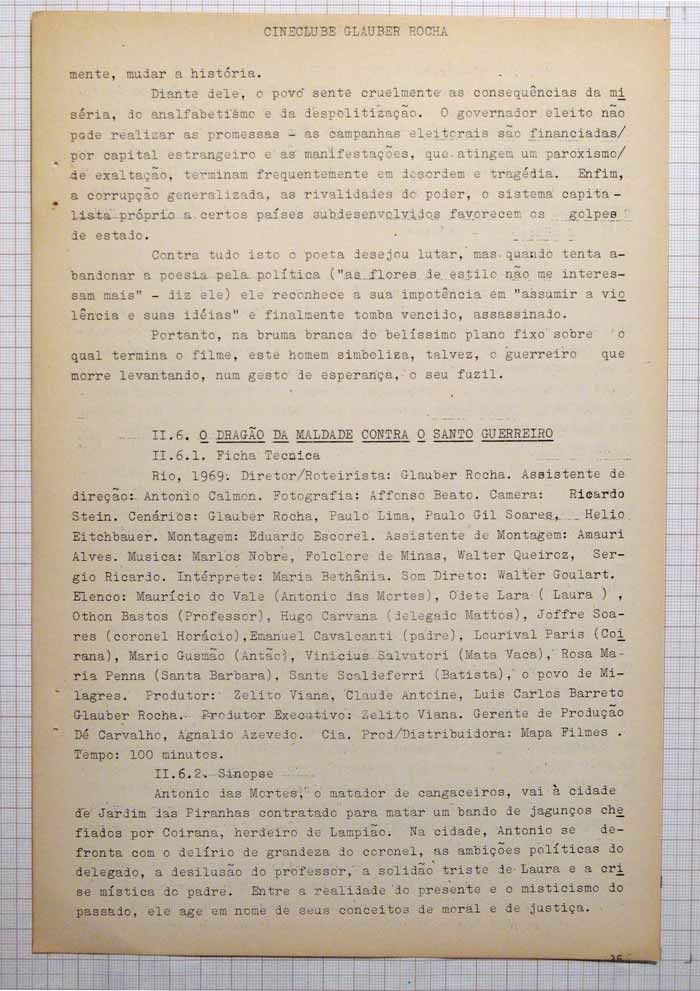 CINECLUBE GLAUBER ROCHA
mente, mudar a história.
Diante dele, o povo sente cruelmente as consequências da mi
séria, do analfabetismo e da despolitização. O governador eleito não
pode realizar as promessas - as campanhas eleitorais são financiadas/
por capital estrangeiro e as manifestações, que atingem um paroxismo/
de exaltação, terminam frequentemente em desordem e tragédia. Enfim,
a corrupção generalizada, as rivalidades do poder, o sistema capita -
lista próprio a certos países subdesenvolvidos favorecem os golpes
de estado.
Contra tudo isto o poeta desejou lutar, mas quando tenta a-
bandonar a poesia pela política ("as flores de estilo não me interes-
sam mais" - diz ele) ele reconhece a sua impotência em "assumir a vio
lência e suas idéias" e finalmente tomba vencido, assassinado.
Portanto, na bruma branca do belíssimo plano fixo sobre o
qual termina o filme, este homem simboliza, talvez, o guerreiro que
morre levantando, num gesto de esperança, o seu fuzil.
II.6. O DRAGÃO DA MALDADE CONTRA O SANTO GUERREIRO
II.6.1. Ficha Tecnica
Rio, 1969. Diretor/Roteirista: Glauber Rocha. Assistente de
direção: Antonio Calmon. Fotografia: Affonso Beato. Camera: Ricardo
Stein. Cenários: Glauber Rocha, Paulo Lima, Paulo Gil Soares, Helio
Eitchbauer. Montagem: Eduardo Escorel. Assistente de Montagem: Amauri
Alves. Musica: Marlos Nobre, Folclore de Minas, Walter Queiroz, Ser-
gio Ricardo. Intérprete: Maria Bethânia. Som Direto: Walter Goulart.
Elenco: Maurício do Vale (Antonio das Mortes), Odete Lara ( Laura ) ,
Othon Bastos (Professor), Hugo Carvana (delegado Mattos), Joffre Soa-
res (coronel Horácio),Emanuel Cavalcanti (padre), Lourival Paris (Coi
rana), Mario Gusmão (Antão), Vinicius Salvatori (Mata Vaca), Rosa Ma-
ria Penna (Santa Barbara), Sante Scaldeferri (Batista), o povo de Mi-
lagres. Produtor: Zelito Viana, Claude Antoine, Luis Carlos Barreto
Glauber Rocha. Produtor Executivo: Zelito Viana. Gerente de Produção
Dé Carvalho, Agnaldo Azevedo. Cia. Prod/Distribuidora: Mapa Filmes .
Tempo: 100 minutos.
II.6.2. Sinopse
Antonio das Mortes, o matador de cangaceiros, vai à cidade
de Jardim das Piranhas contratado para matar um bando de jagunços che
fiados por Coirana, herdeiro de Lampião. Na cidade, Antonio se de-
fronta com o delírio de grandeza do coronel, as ambições políticas do
delegado, a desilusão do professor, a solidão triste de Laura e a cri
se mística do padre. Entre a realidade do presente e o misticismo do
passado, ele age em nome de seus conceitos de moral e de justiça.